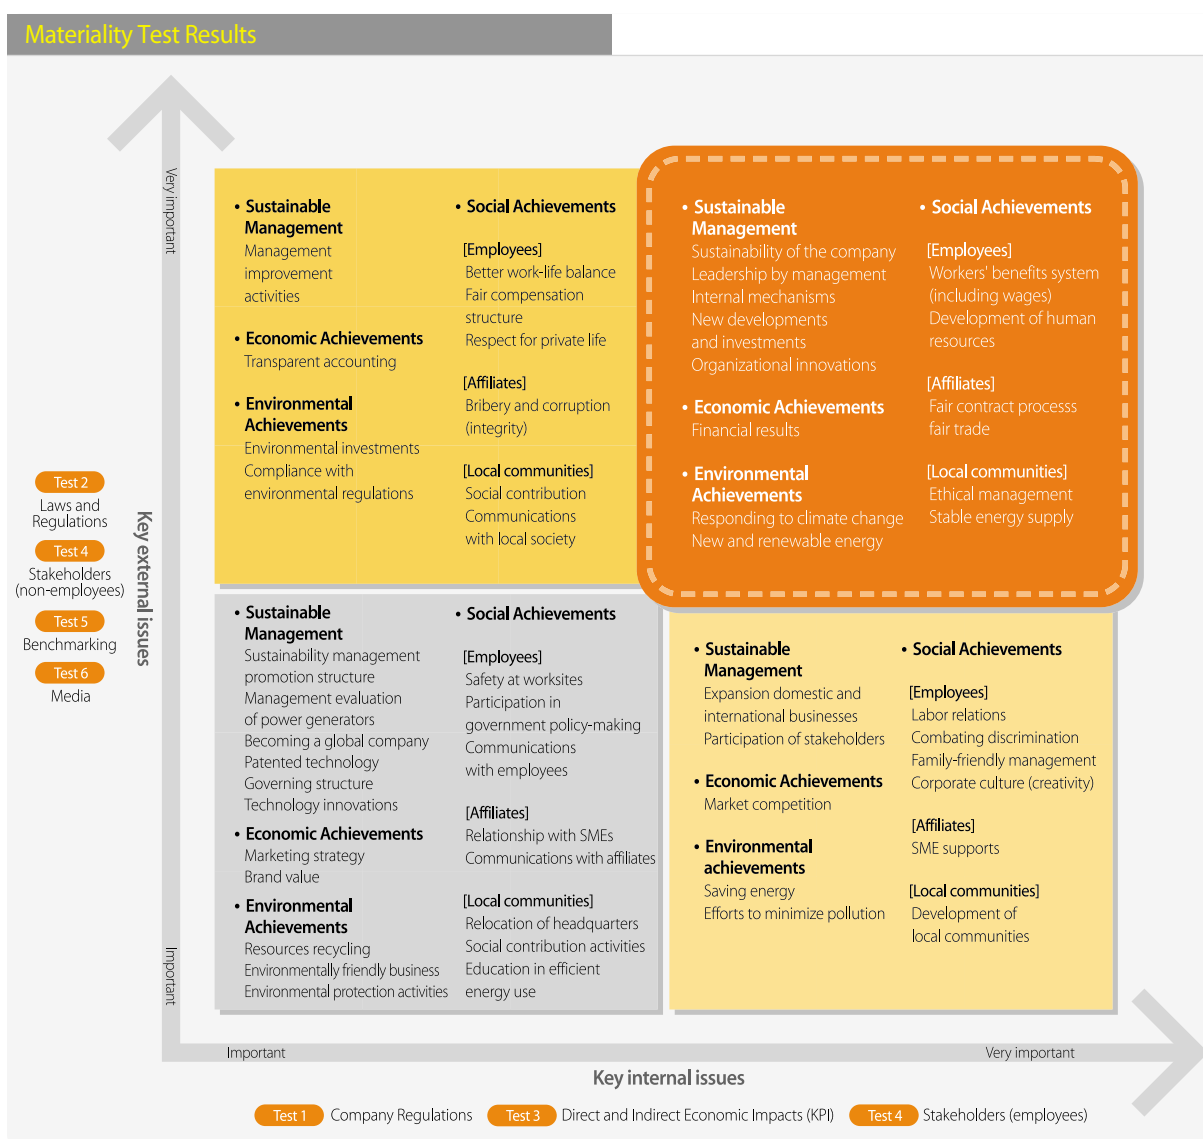 Materiality Test Results
Very important
• Sustainable
Management
Management
improvement
activities
• Economic Achievements
Transparent accounting
• Environmental
Achievements
Environmental investments
Compliance with
environmental regulations
• Social Achievements
[Employees]
Better work-life balance
Fair compensation
structure
Respect for private life
[Affiliates]
Bribery and corruption
(integrity)
[Local communities]
Social contribution
Communications
with local society
• Sustainable
Management
Sustainability of the company
Leadership by management
Internal mechanisms
New developments
and investments
Organizational innovations
• Economic Achievements
Financial results
• Environmental
Achievements
Responding to climate change
New and renewable energy
• Social Achievements
[Employees]
Workers' benefits system
(including wages)
Development of human
resources
[Affiliates]
Fair contract processs
fair trade
[Local communities]
Ethical management
Stable energy supply
Test 2
Laws and
Regulations
Test 4
Stakeholders
(non-employees)
Test 5
Benchmarking
Test 6
Media
Key external issues
• Sustainable
Management
Sustainability management
promotion structure
Management evaluation
of power generators
Becoming a global company
Patented technology
Governing structure
Technology innovations
• Economic Achievements
Marketing strategy
Brand value
• Environmental
Achievements
Resources recycling
Environmentally friendly business
Environmental protection activities
• Social Achievements
[Employees]
Safety at worksites
Participation in
government policy-making
Communications
with employees
[Affiliates]
Relationship with SMEs
Communications with affiliates
[Local communities]
Relocation of headquarters
Social contribution activities
Education in efficient
energy use
• Sustainable
Management
Expansion domestic and
international businesses
Participation of stakeholders
• Economic Achievements
Market competition
• Environmental
achievements
Saving energy
Efforts to minimize pollution
• Social Achievements
[Employees]
Labor relations
Combating discrimination
Family-friendly management
Corporate culture (creativity)
[Affiliates]
SME supports
[Local communities]
Development of
local communities
Important
Important
Very important
Key internal issues
Test 1 Company Regulations Test 3 Direct and Indirect Economic Impacts (KPI) Test 4 Stakeholders (employees)